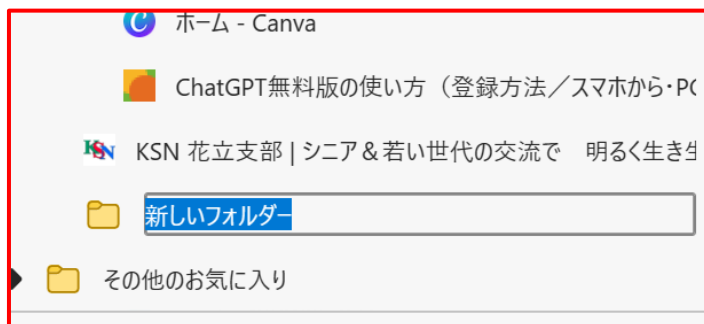 ホーム - Canva
ChatGPT無料版の使い方（登録方法／スマホから・PC
KSN KSN 花立支部 | シニア＆若い世代の交流で　明るく生き生
新しいフォルダー
その他のお気に入り